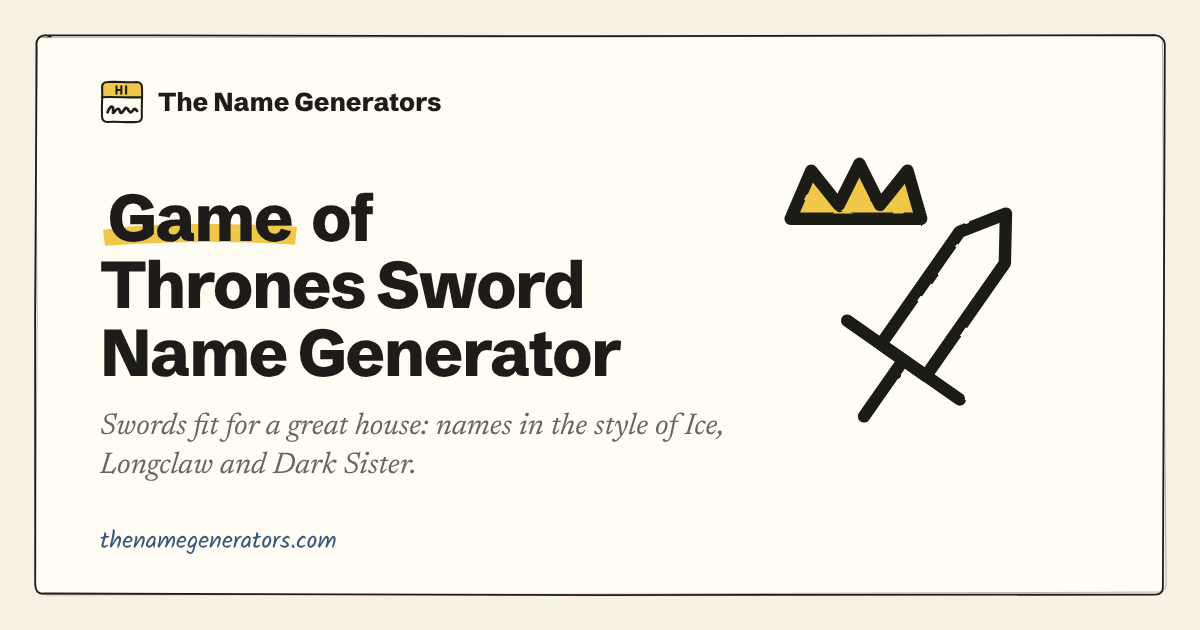 HI
The Name Generators
Game of
Thrones Sword
Name Generator
Swords fit for a great house: names in the style of Ice,
Longclaw and Dark Sister.
thenamegenerators.com